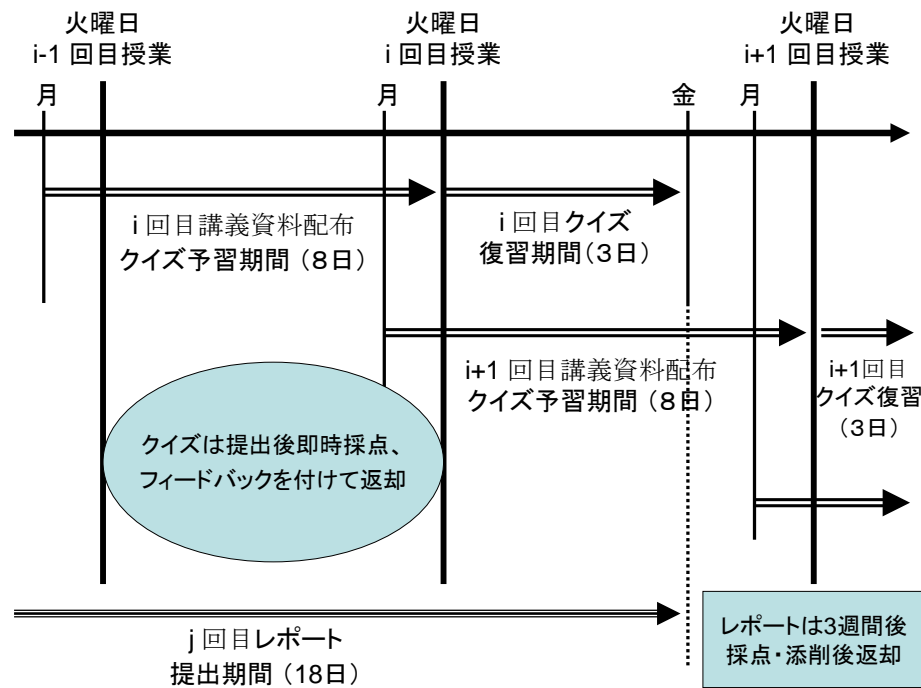 火曜日
i-1 回目授業
火曜日
i 回目授業
火曜日
i+1 回目授業
月
月
金
月
i 回目講義資料配布
クイズ予習期間（8日）
i 回目クイズ
復習期間（3日）
i+1 回目講義資料配布
クイズ予習期間（8日）
i+1回目
クイズ復習
（3日）
クイズは提出後即時採点、
フィードバックを付けて返却
j 回目レポート
提出期間（18日）
レポートは3週間後
採点・添削後返却